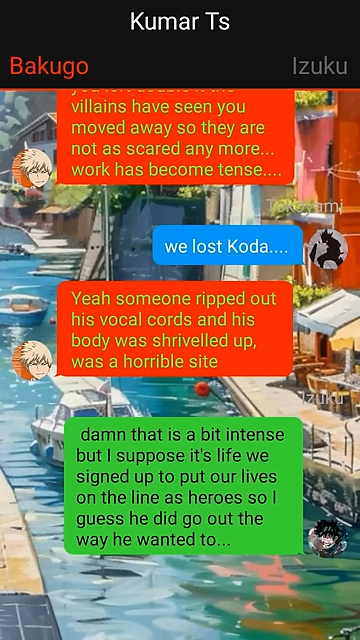 Kumar Ts
Bakugo
Izuku
villains have seen you
moved away so they are
not as scared any more...
work has become tense....
Tokoyami
we lost Koda....
Yeah someone ripped out
his vocal cords and his
body was shrivelled up,
was a horrible site
Izuku
damn that is a bit intense
but I suppose it's life we
signed up to put our lives
on the line as heroes so I
guess he did go out the
way he wanted to...